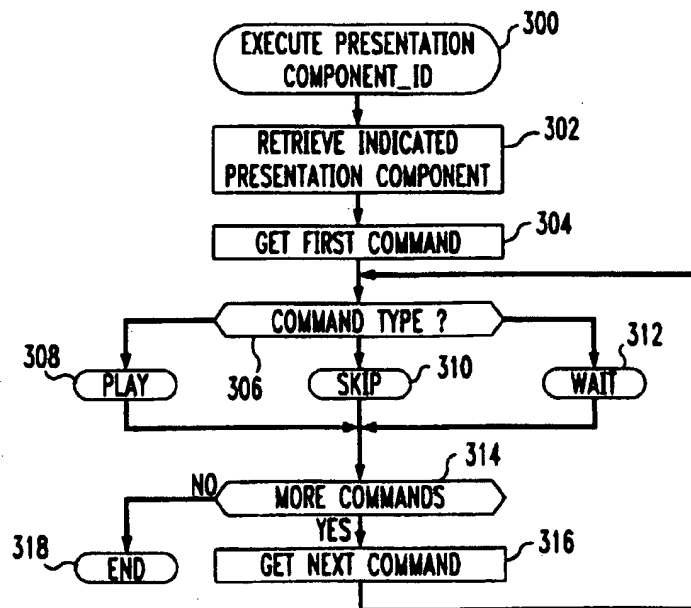 EXECUTE PRESENTATION
COMPONENT_ID
300
RETRIEVE INDICATED
PRESENTATION COMPONENT
302
GET FIRST COMMAND
304
COMMAND TYPE ?
306
308
PLAY
SKIP
310
WAIT
312
314
NO
MORE COMMANDS
YES
318
END
GET NEXT COMMAND
316